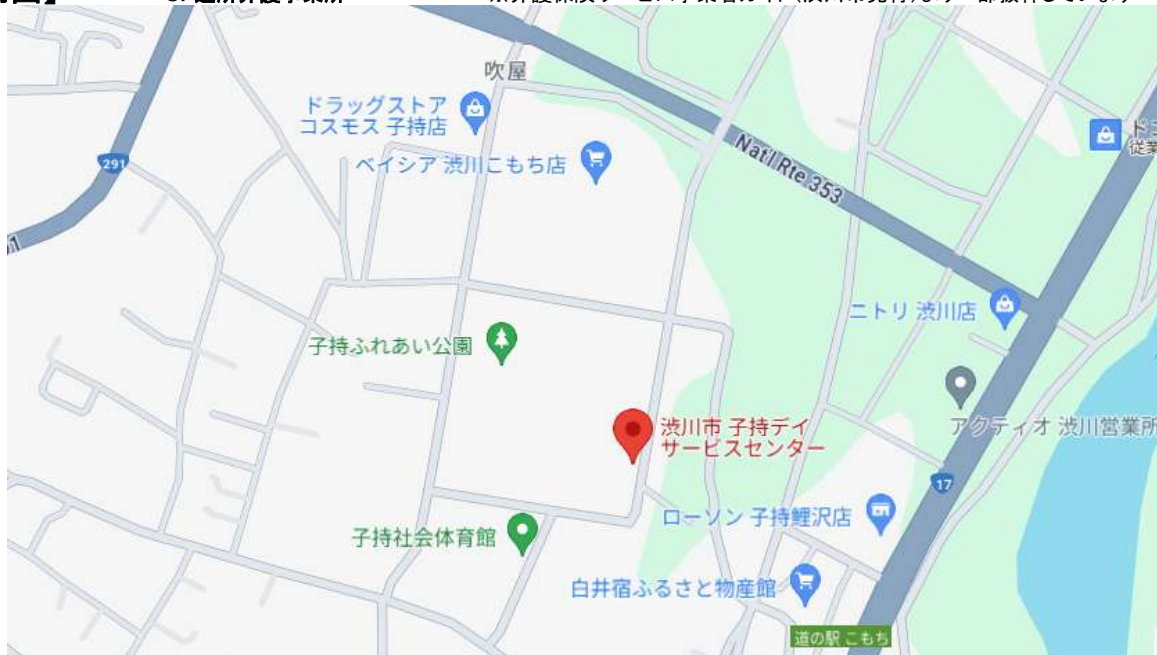 吹屋
ドラッグストア
コスモス 子持店
ベイシア 渋川こもち店
291
Nat'l Rte 353
従業
ニトリ 渋川店
子持ふれあい公園
渋川市 子持デイ
サービスセンター
アクティオ 渋川営業所
17
ローソン 子持鯉沢店
子持社会体育館
白井宿ふるさと物産館
道の駅 こもち